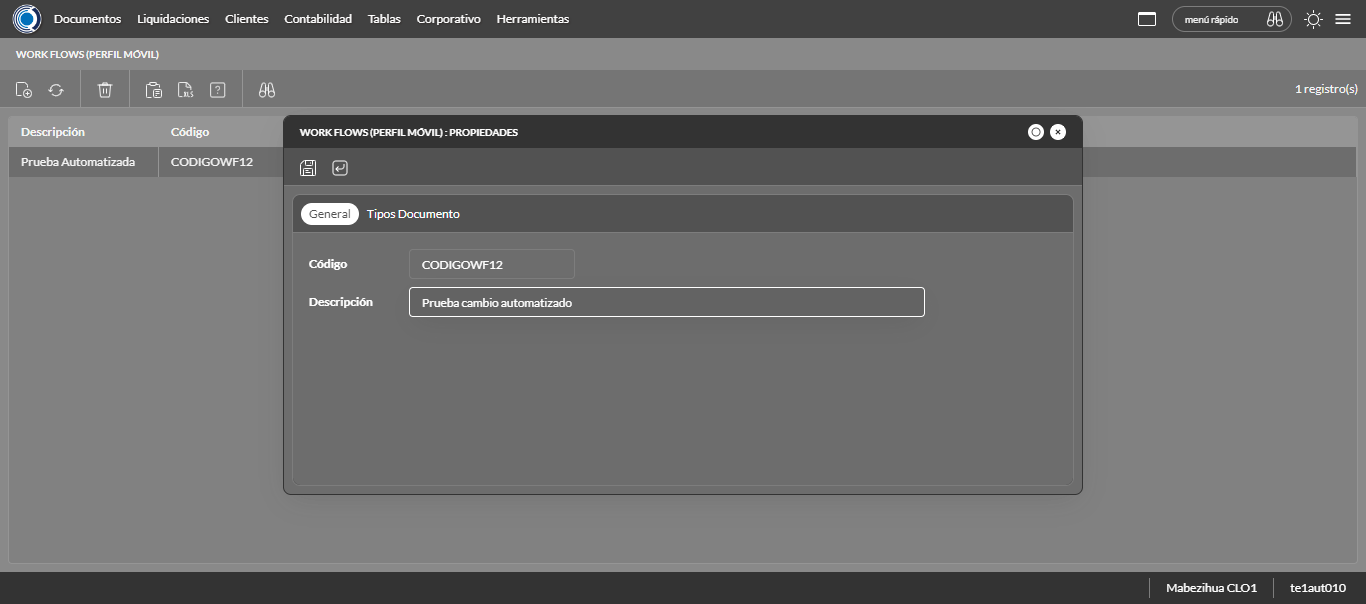 Documentos Liquidaciones Clientes Contabilidad Tablas Corporativo Herramientas menú rápido
WORK FLOWS (PERFIL MÓVIL)
XLS ? 1 registro(s)
Descripción Código
Prueba Automatizada CODIGOWF12
WORK FLOWS (PERFIL MÓVIL) : PROPIEDADES
General Tipos Documento
Código CODIGOWF12
Descripción Prueba cambio automatizado
Mabezihua CLO1 te1aut010